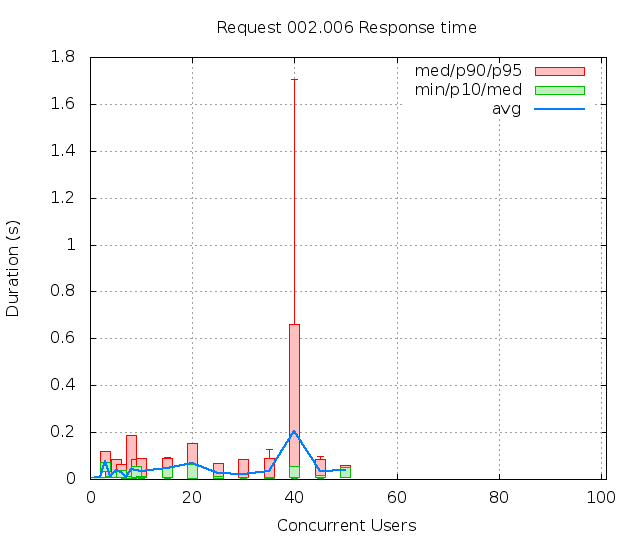 Request 002.006 Response time
1.8
1.6
1.4
1.2
1
0.8
0.6
0.4
0.2
0
0 20 40 60 80 100
Duration (s)
Concurrent Users
med/p90/p95
min/p10/med
avg